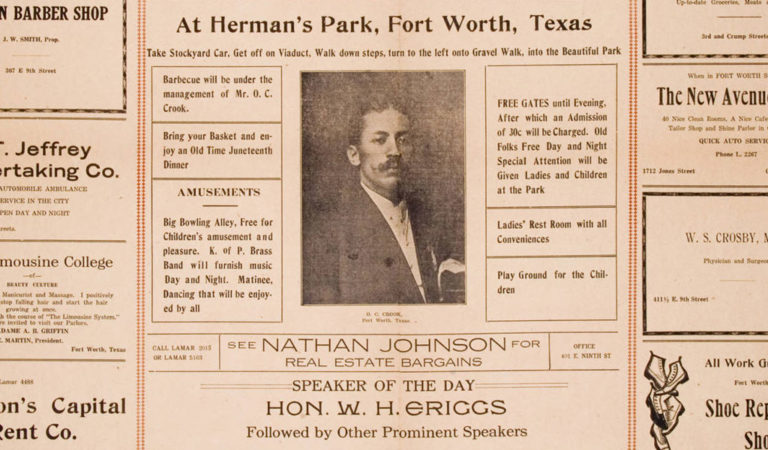 N BARBER SHOP
J. W. SMITH, Prop.
367 E 9th Street
T. Jeffrey
ertaking Co.
AUTOMOBILE AMBULANCE
SERVICE IN THE CITY
PEN DAY AND NIGHT
Streets.
mousine College
—of—
BEAUTY CULTURE
Manicurist and Massage. I positively
stop falling hair and start the hair
growing at once.
th the course of "The Limousine System,"
re invited to visit our Parlors.
DAME A. B. GRIFFIN
E. MARTIN, President.
Fort Worth, Texas
Lamar 4488
on's Capital
Rent Co.
At Herman's Park, Fort Worth, Texas
Take Stockyard Car, Get off on Viaduct, Walk down steps, turn to the left onto Gravel Walk, into the Beautiful Park
Barbecue will be under the
management of Mr. O. C.
Crook.
Bring your Basket and en-
joy an Old Time Juneteenth
Dinner
AMUSEMENTS
Big Bowling Alley, Free for
Children's amusement and
pleasure. K. of P. Brass
Band will furnish music
Day and Night. Matinee,
Dancing that will be enjoy-
ed by all
O. C. CROOK,
Fort Worth, Texas
FREE GATES until Evening,
After which an Admission
of 30c will be Charged. Old
Folks Free Day and Night
Special Attention will be
Given Ladies and Children
at the Park
Ladies' Rest Room with all
Conveniences
Play Ground for the Chil-
dren
CALL LAMAR 2015
OR LAMAR 5103
SEE NATHAN JOHNSON FOR
REAL ESTATE BARGAINS
OFFICE
401 E. NINTH ST
SPEAKER OF THE DAY
HON. W. H. GRIGGS
Followed by Other Prominent Speakers
Up-to-date Groceries, Meats
3rd and Crump Streets
When in FORT WORTH S
The New Avenue
40 Nice Clean Rooms, A Nice Cafe
Tailor Shop and Shine Parlor in
QUICK AUTO SERVIC
Phone L. 2267
1712 Jones Street
W. S. CROSBY, M
Physician and Surgeo
411½ E. 9th Street
All Work Gu
Fort Worth
Shoe Rep
Sho